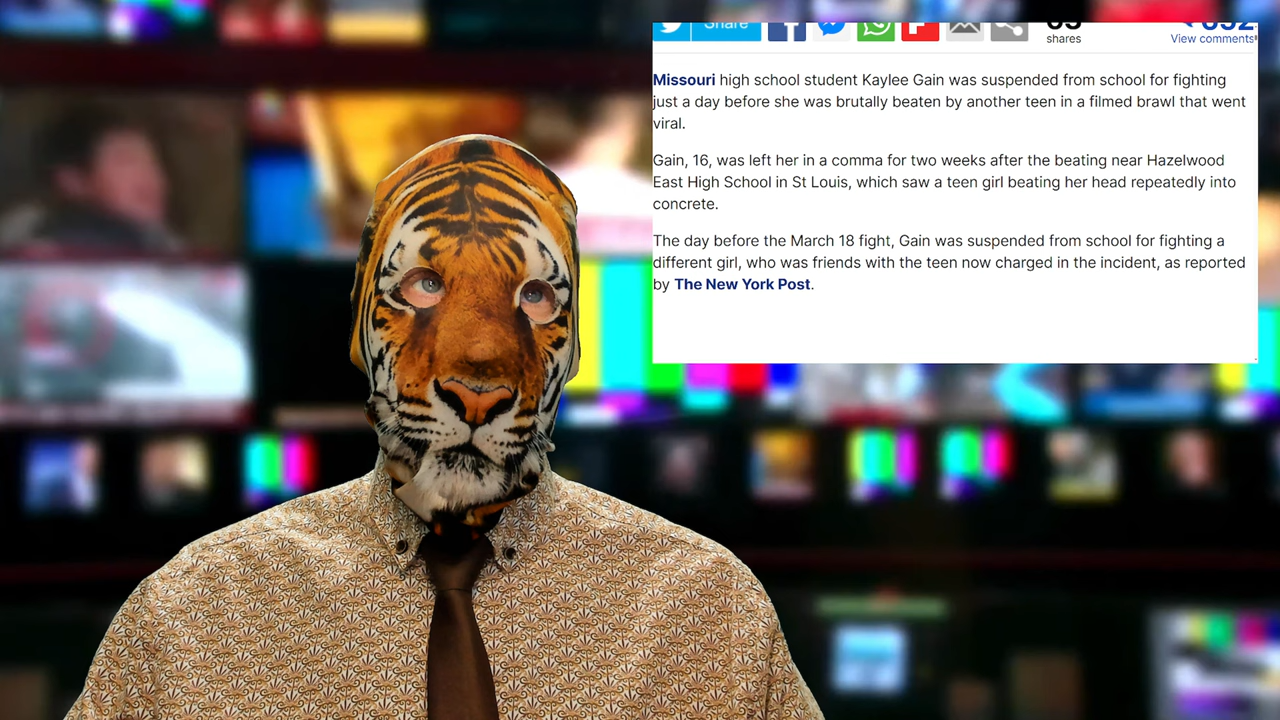 Share
shares
View comments
Missouri high school student Kaylee Gain was suspended from school for fighting
just a day before she was brutally beaten by another teen in a filmed brawl that went
viral.
Gain, 16, was left her in a comma for two weeks after the beating near Hazelwood
East High School in St Louis, which saw a teen girl beating her head repeatedly into
concrete.
The day before the March 18 fight, Gain was suspended from school for fighting a
different girl, who was friends with the teen now charged in the incident, as reported
by The New York Post.